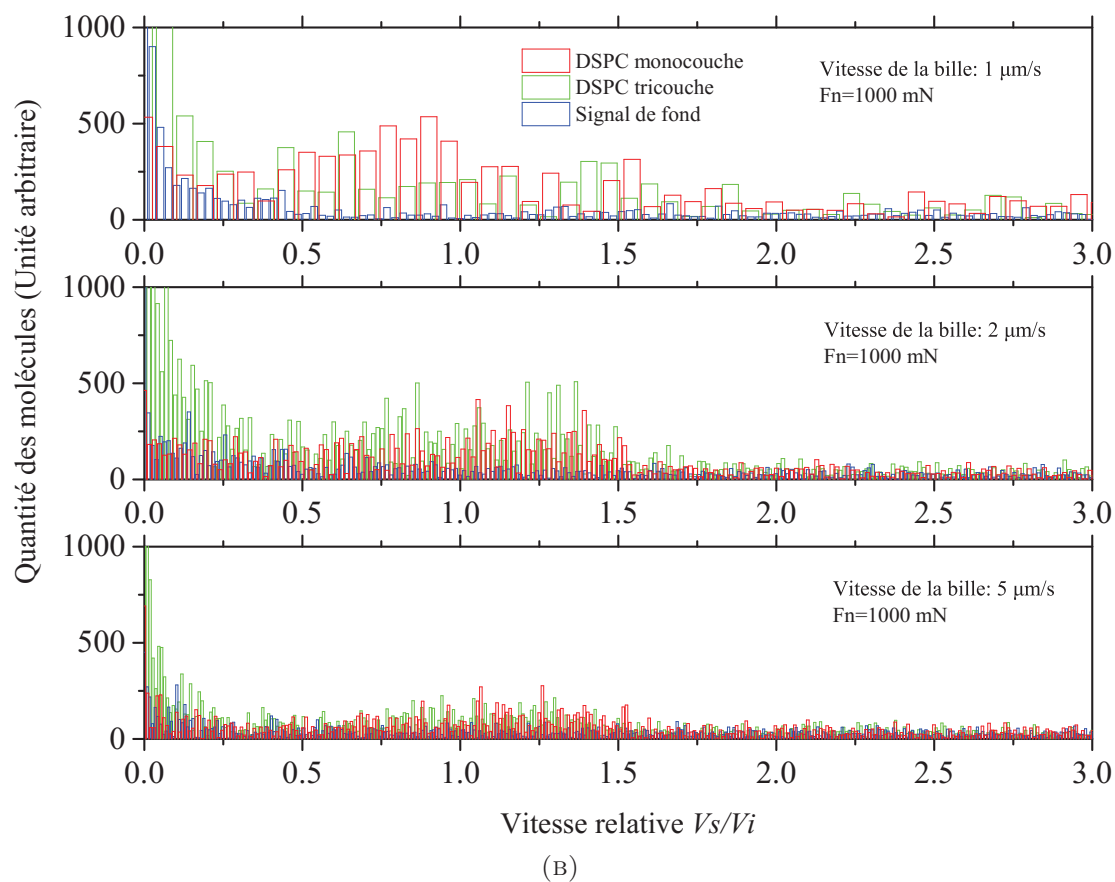 1000
500
0
0.0 0.5 1.0 1.5 2.0 2.5 3.0
DSPC monocouche
DSPC tricouche
Signal de fond
Vitesse de la bille: 1 μm/s
Fn=1000 mN
1000
500
0
0.0 0.5 1.0 1.5 2.0 2.5 3.0
Vitesse de la bille: 2 μm/s
Fn=1000 mN
1000
500
0
0.0 0.5 1.0 1.5 2.0 2.5 3.0
Vitesse de la bille: 5 μm/s
Fn=1000 mN
Quantité des molécules (Unité arbitraire)
Vitesse relative Vs/Vi
(B)